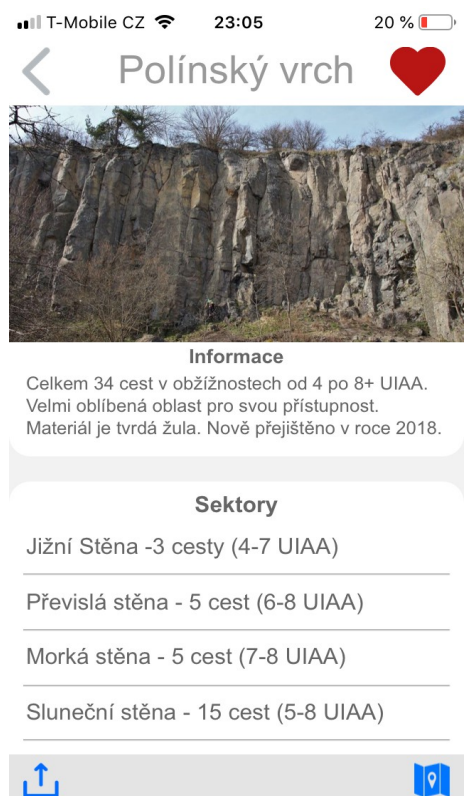 T-Mobile CZ 23:05 20 %
Polínský vrch
Informace
Celkem 34 cest v obžížnostech od 4 po 8+ UIAA.
Velmi oblíbená oblast pro svou přístupnost.
Materiál je tvrdá žula. Nově přejištěno v roce 2018.
Sektory
Jižní Stěna -3 cesty (4-7 UIAA)
Převislá stěna - 5 cest (6-8 UIAA)
Morká stěna - 5 cest (7-8 UIAA)
Sluneční stěna - 15 cest (5-8 UIAA)